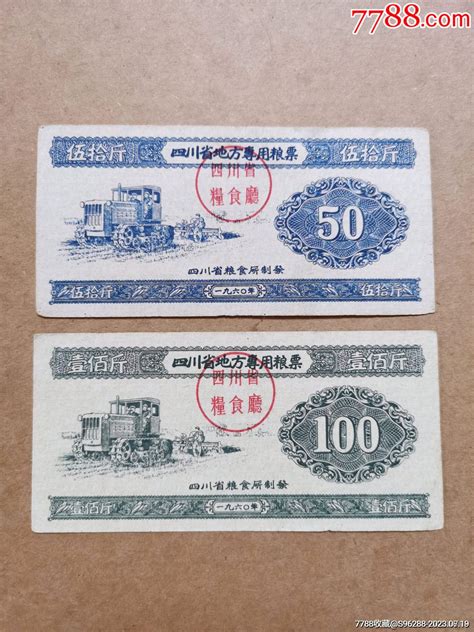 7788.com
伍拾斤 四川省地方專用粮票 伍拾斤
四川省
糧食廳
50
四川省粮食厛制發
伍拾斤 一九六〇年 伍拾斤
壹佰斤 四川省地方專用粮票 壹佰斤
四川省
糧食廳
100
四川省粮食厛制發
壹佰斤 一九六〇年 壹佰斤
7788收藏@S96288-2023.07.19